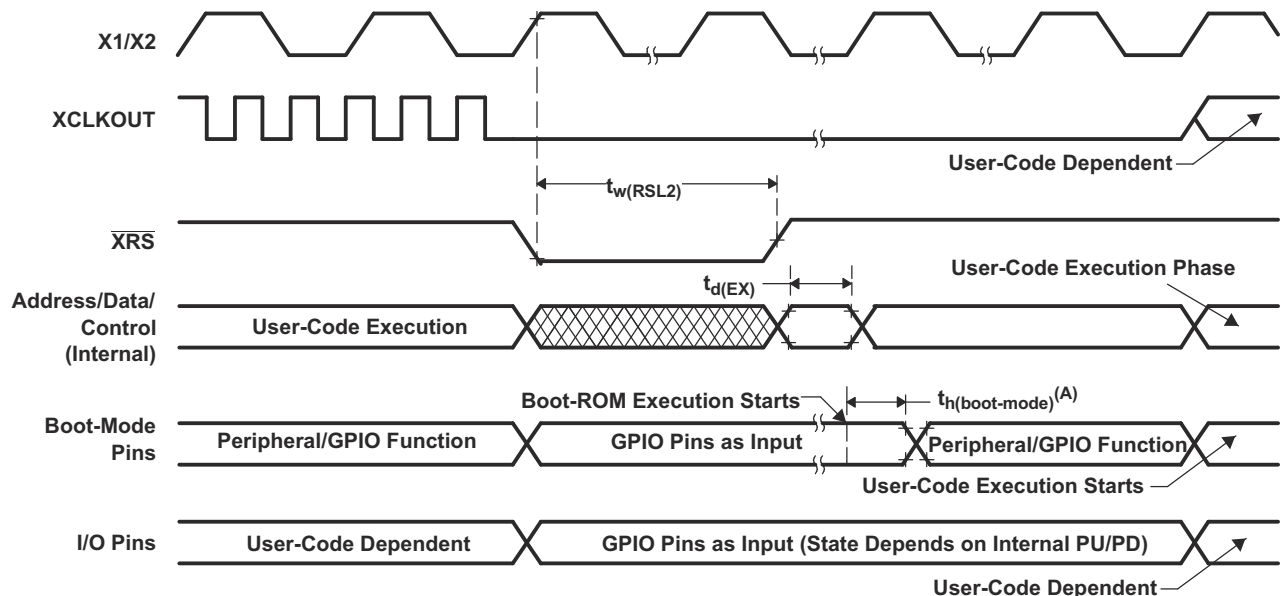 X1/X2
XCLKOUT
User-Code Dependent
tw(RSL2)
XRS
User-Code Execution Phase
td(EX)
Address/Data/
Control
(Internal)
User-Code Execution
Boot-ROM Execution Starts
th(boot-mode)(A)
Boot-Mode
Pins
Peripheral/GPIO Function
GPIO Pins as Input
Peripheral/GPIO Function
User-Code Execution Starts
I/O Pins
User-Code Dependent
GPIO Pins as Input (State Depends on Internal PU/PD)
User-Code Dependent